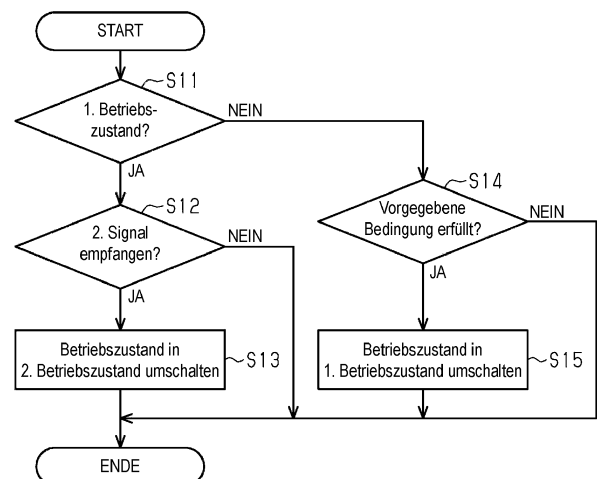 START
S11
1. Betriebs-
zustand?
NEIN
JA
S12
2. Signal
empfangen?
NEIN
JA
S14
Vorgegebene
Bedingung erfüllt?
NEIN
JA
Betriebszustand in
2. Betriebszustand umschalten
S13
Betriebszustand in
1. Betriebszustand umschalten
S15
ENDE